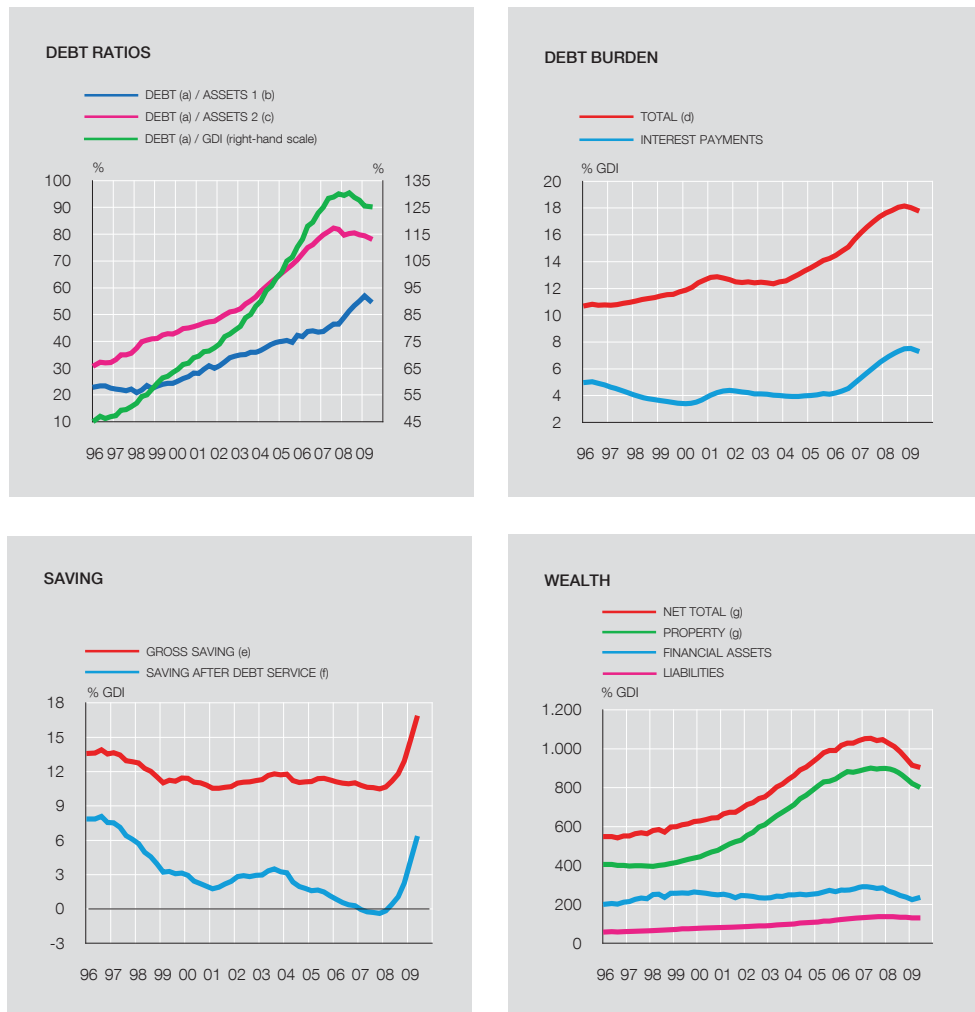 DEBT RATIOS
DEBT (a) / ASSETS 1 (b)
DEBT (a) / ASSETS 2 (c)
DEBT (a) / GDI (right-hand scale)
% %
100 135
90 125
80 115
70 105
60 95
50 85
40 75
30 65
20 55
10 45
96 97 98 99 00 01 02 03 04 05 06 07 08 09
DEBT BURDEN
TOTAL (d)
INTEREST PAYMENTS
% GDI
20
18
16
14
12
10
8
6
4
2
96 97 98 99 00 01 02 03 04 05 06 07 08 09
SAVING
GROSS SAVING (e)
SAVING AFTER DEBT SERVICE (f)
% GDI
18
15
12
9
6
3
0
-3
96 97 98 99 00 01 02 03 04 05 06 07 08 09
WEALTH
NET TOTAL (g)
PROPERTY (g)
FINANCIAL ASSETS
LIABILITIES
% GDI
1.200
1.000
800
600
400
200
0
96 97 98 99 00 01 02 03 04 05 06 07 08 09